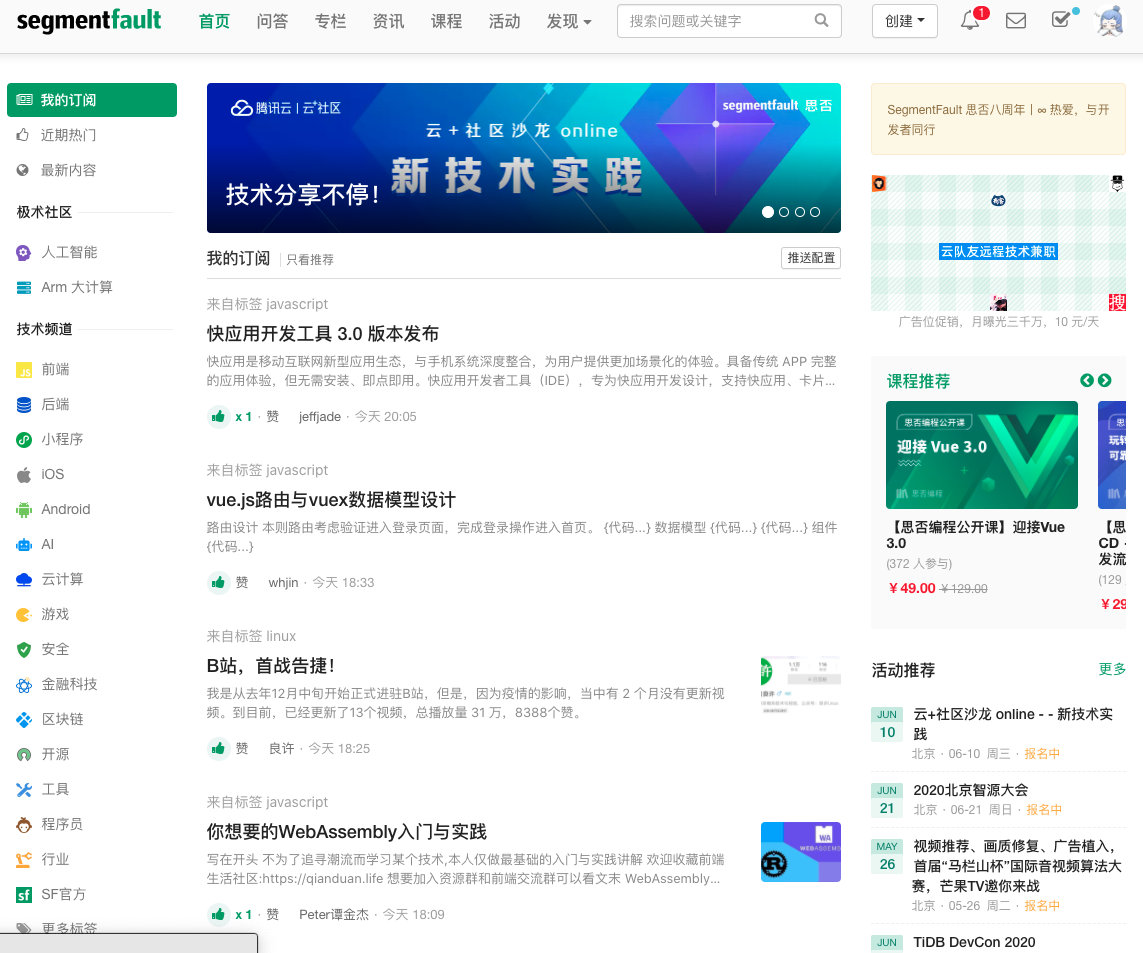 segmentfault
首页
问答
专栏
资讯
课程
活动
发现
搜索问题或关键字
创建
1
我的订阅
近期热门
最新内容
极术社区
人工智能
Arm 大计算
技术频道
JS
前端
后端
小程序
iOS
Android
AI
云计算
游戏
安全
金融科技
区块链
开源
工具
程序员
行业
sf
SF官方
更多标签
腾讯云 | 云+社区
segmentfault 思否
云 + 社区沙龙 online
新技术实践
技术分享不停！
我的订阅
只看推荐
推送配置
来自标签 javascript
快应用开发工具 3.0 版本发布
快应用是移动互联网新型应用生态，与手机系统深度整合，为用户提供更加场景化的体验。具备传统 APP 完整
的应用体验，但无需安装、即点即用。快应用开发者工具（IDE），专为快应用开发设计，支持快应用、卡片...
x 1 · 赞 jeffjade · 今天 20:05
来自标签 javascript
vue.js路由与vuex数据模型设计
路由设计 本则路由考虑验证进入登录页面，完成登录操作进入首页。 {代码...} 数据模型 {代码...} {代码...} 组件
{代码...}
赞 whjin · 今天 18:33
来自标签 linux
B站，首战告捷！
我是从去年12月中旬开始正式进驻B站，但是，因为疫情的影响，当中有 2 个月没有更新视
频。到目前，已经更新了13个视频，总播放量 31 万，8388个赞。
赞 良许 · 今天 18:25
来自标签 javascript
你想要的WebAssembly入门与实践
写在开头 不为了追寻潮流而学习某个技术,本人仅做最基础的入门与实践讲解 欢迎收藏前端
生活社区:https://qianduan.life 想要加入资源群和前端交流群可以看文末 WebAssembly...
WA
WEBASSEMB
x 1 · 赞 Peter谭金杰 · 今天 18:09
SegmentFault 思否八周年丨∞ 热爱，与开
发者同行
云队友远程技术兼职
搜
广告位促销，月曝光三千万，10 元/天
课程推荐
思否编程公开课
迎接 Vue 3.0
思否编程
【思否编程公开课】迎接Vue
3.0
(372 人参与)
￥49.00 ￥129.00
玩转
可靠
【思
CD
发流
(129
￥29
活动推荐
更多
JUN
10
云+社区沙龙 online - - 新技术实
践
北京 · 06-10 周三 · 报名中
JUN
21
2020北京智源大会
北京 · 06-21 周日 · 报名中
MAY
26
视频推荐、画质修复、广告植入，
首届“马栏山杯”国际音视频算法大
赛，芒果TV邀你来战
北京 · 05-26 周二 · 报名中
JUN
TiDB DevCon 2020